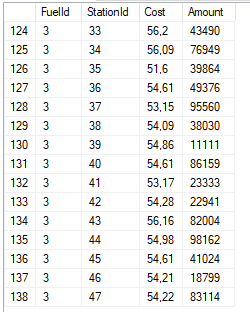 FuelId StationId Cost Amount
124 3 33 56,2 43490
125 3 34 56,09 76949
126 3 35 51,6 39864
127 3 36 54,61 49376
128 3 37 53,15 95560
129 3 38 54,09 38030
130 3 39 54,86 11111
131 3 40 54,61 86159
132 3 41 53,17 23333
133 3 42 54,28 22941
134 3 43 56,16 82004
135 3 44 54,98 98162
136 3 45 54,61 41024
137 3 46 54,21 18799
138 3 47 54,22 83114